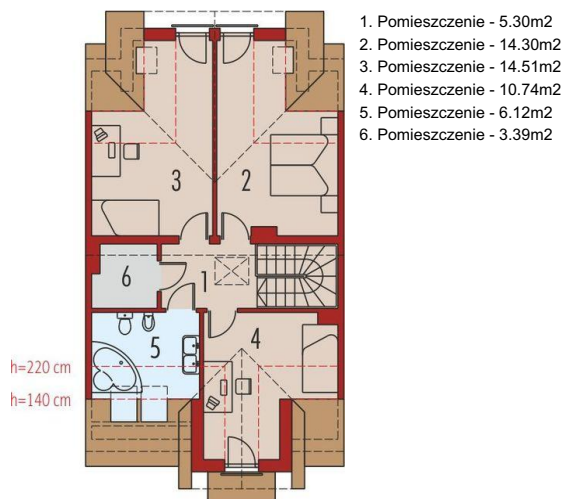 1. Pomieszczenie - 5.30m2
2. Pomieszczenie - 14.30m2
3. Pomieszczenie - 14.51m2
4. Pomieszczenie - 10.74m2
5. Pomieszczenie - 6.12m2
6. Pomieszczenie - 3.39m2
3
2
6
1
5
4
h=220 cm
h=140 cm